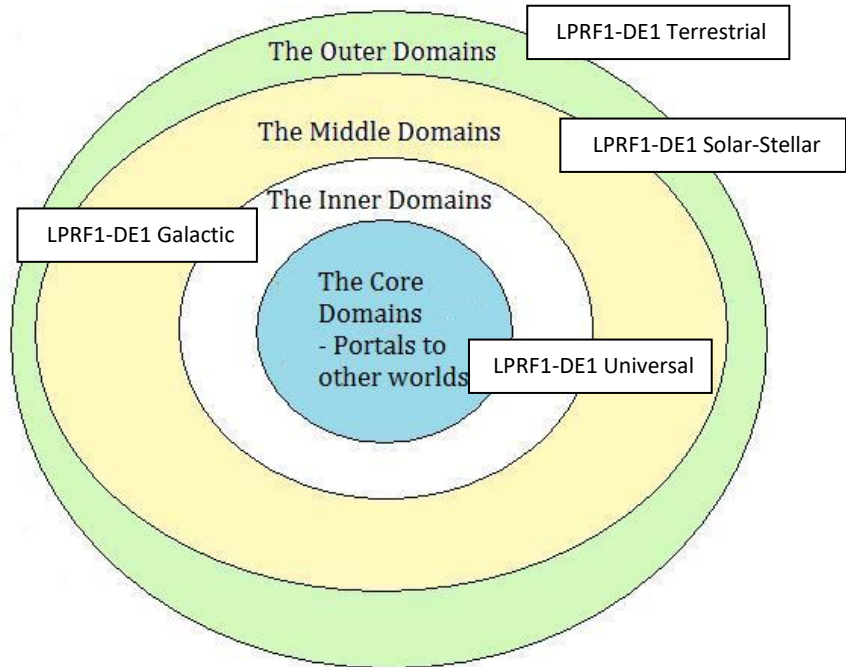 LPRF1-DE1 Terrestrial
The Outer Domains
The Middle Domains
LPRF1-DE1 Solar-Stellar
The Inner Domains
LPRF1-DE1 Galactic
The Core
Domains
- Portals to
other worlds
LPRF1-DE1 Universal